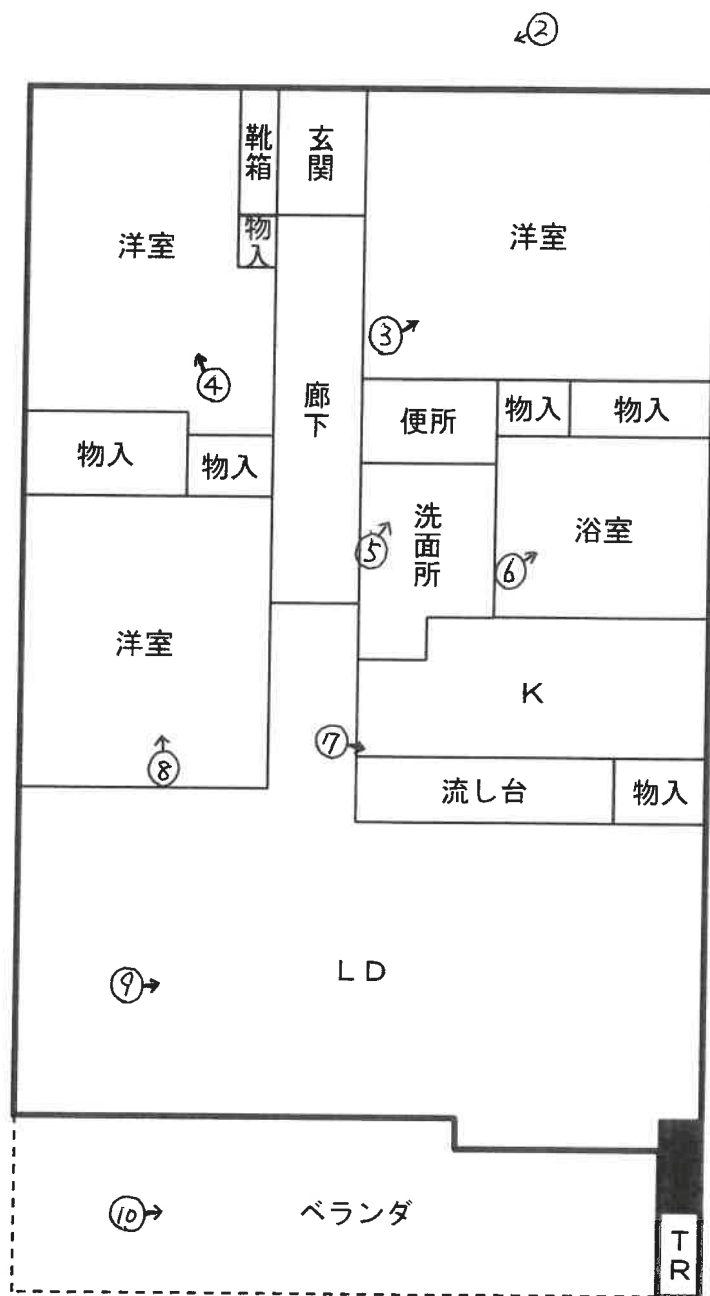 ②
靴箱
玄関
洋室
洋室
物入
③
④
廊下
便所
物入
物入
物入
物入
洗面所
浴室
⑤
⑥
洋室
K
⑦
⑧
流し台
物入
LD
⑨
⑩
ベランダ
TR